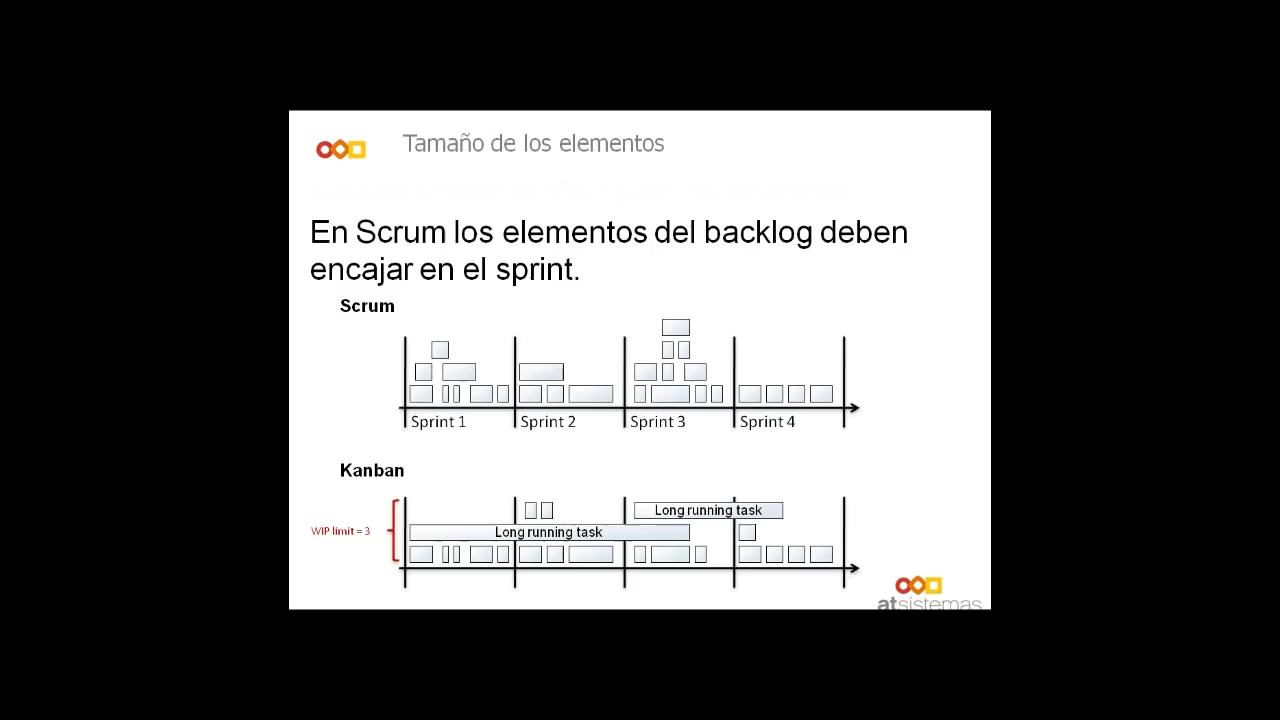 Tamaño de los elementos
En Scrum los elementos del backlog deben
encajar en el sprint.
Scrum
Sprint 1 Sprint 2 Sprint 3 Sprint 4
Kanban
Long running task
WIP limit = 3
Long running task
atsistemas